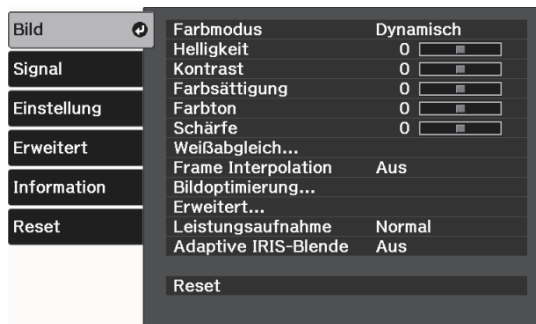 Bild
Signal
Einstellung
Erweitert
Information
Reset
Farbmodus Dynamisch
Helligkeit 0
Kontrast 0
Farbsättigung 0
Farbton 0
Schärfe 0
Weißabgleich...
Frame Interpolation Aus
Bildoptimierung...
Erweitert...
Leistungsaufnahme Normal
Adaptive IRIS-Blende Aus
Reset